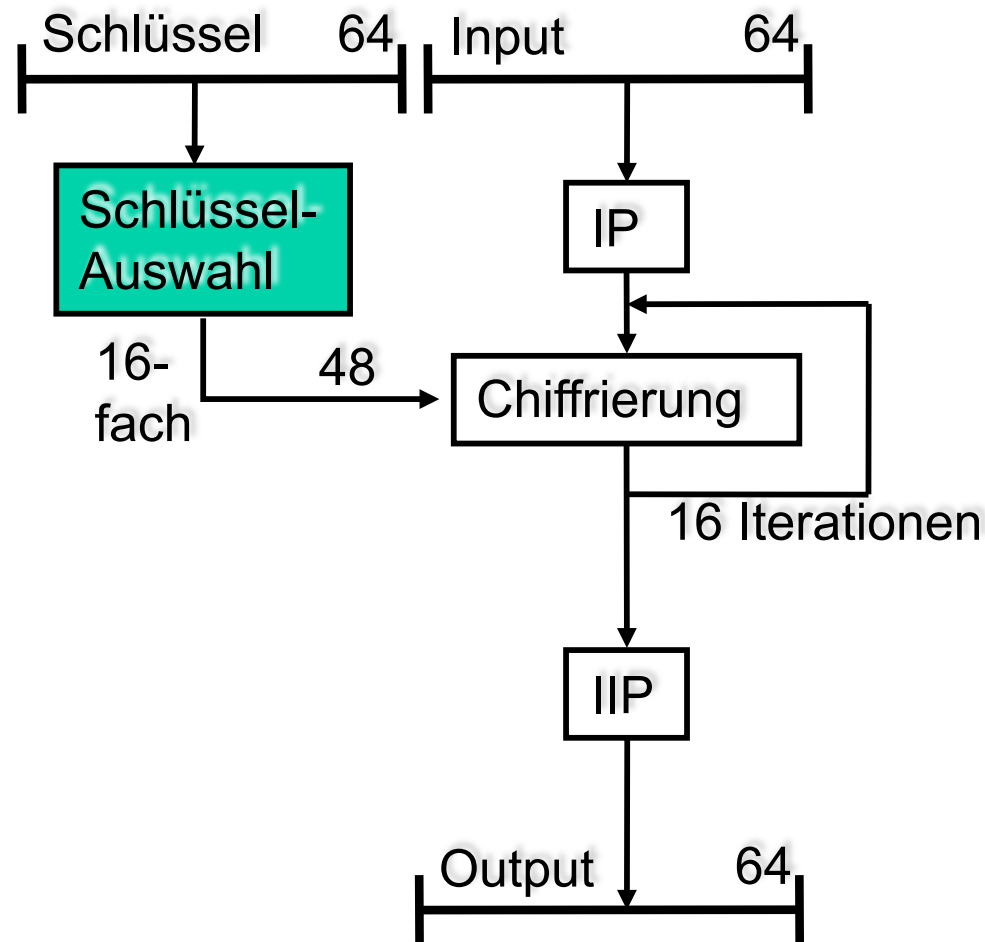 Schlüssel 64
Input 64
Schlüssel-
Auswahl
IP
16-
fach
48
Chiffrierung
16 Iterationen
IIP
Output 64